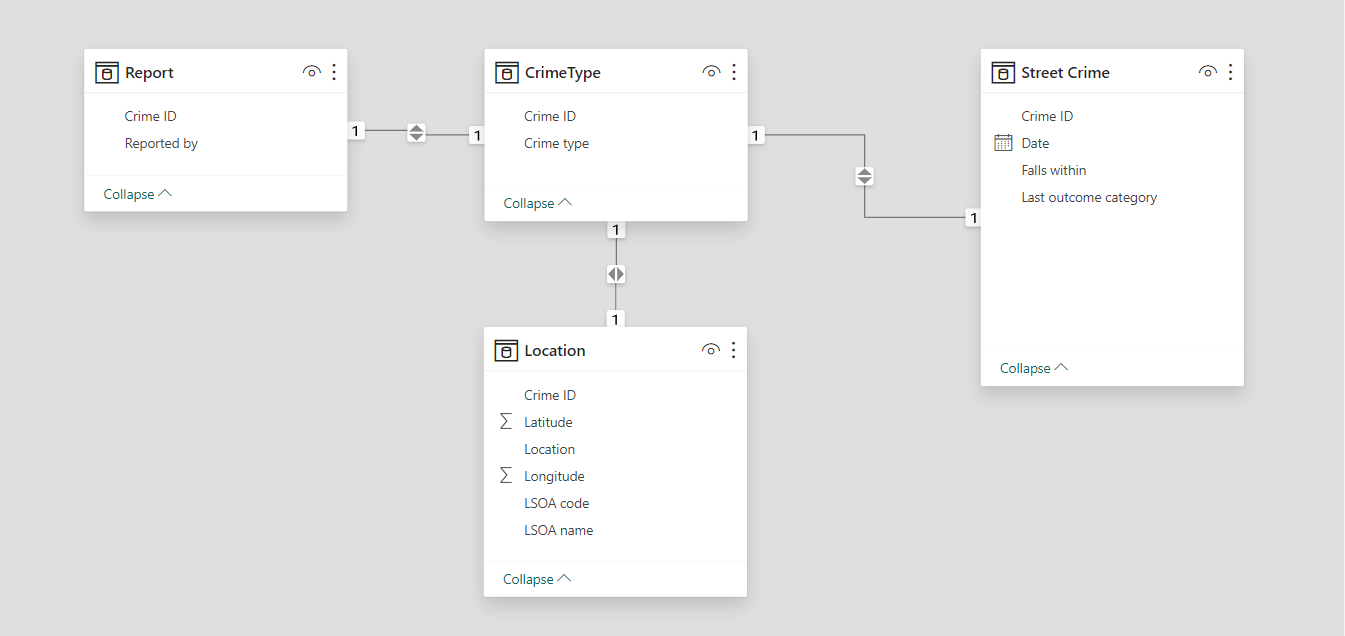 Report
Crime ID
Reported by
Collapse
1
1
CrimeType
Crime ID
Crime type
Collapse
1
1
Street Crime
Crime ID
Date
Falls within
Last outcome category
Collapse
1
1
Location
Crime ID
Latitude
Location
Longitude
LSOA code
LSOA name
Collapse